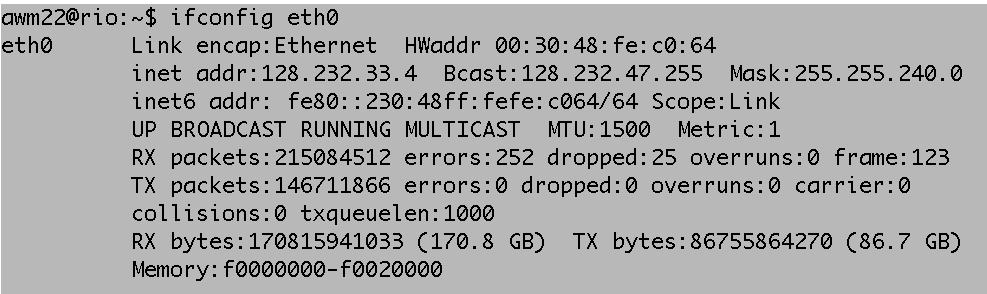 awm22@rio:~$ ifconfig eth0
eth0 Link encap:Ethernet HWaddr 00:30:48:fe:c0:64
inet addr:128.232.33.4 Bcast:128.232.47.255 Mask:255.255.240.0
inet6 addr: fe80::230:48ff:fefe:c064/64 Scope:Link
UP BROADCAST RUNNING MULTICAST MTU:1500 Metric:1
RX packets:215084512 errors:252 dropped:25 overruns:0 frame:123
TX packets:146711866 errors:0 dropped:0 overruns:0 carrier:0
collisions:0 txqueuelen:1000
RX bytes:170815941033 (170.8 GB) TX bytes:86755864270 (86.7 GB)
Memory:f0000000-f0020000